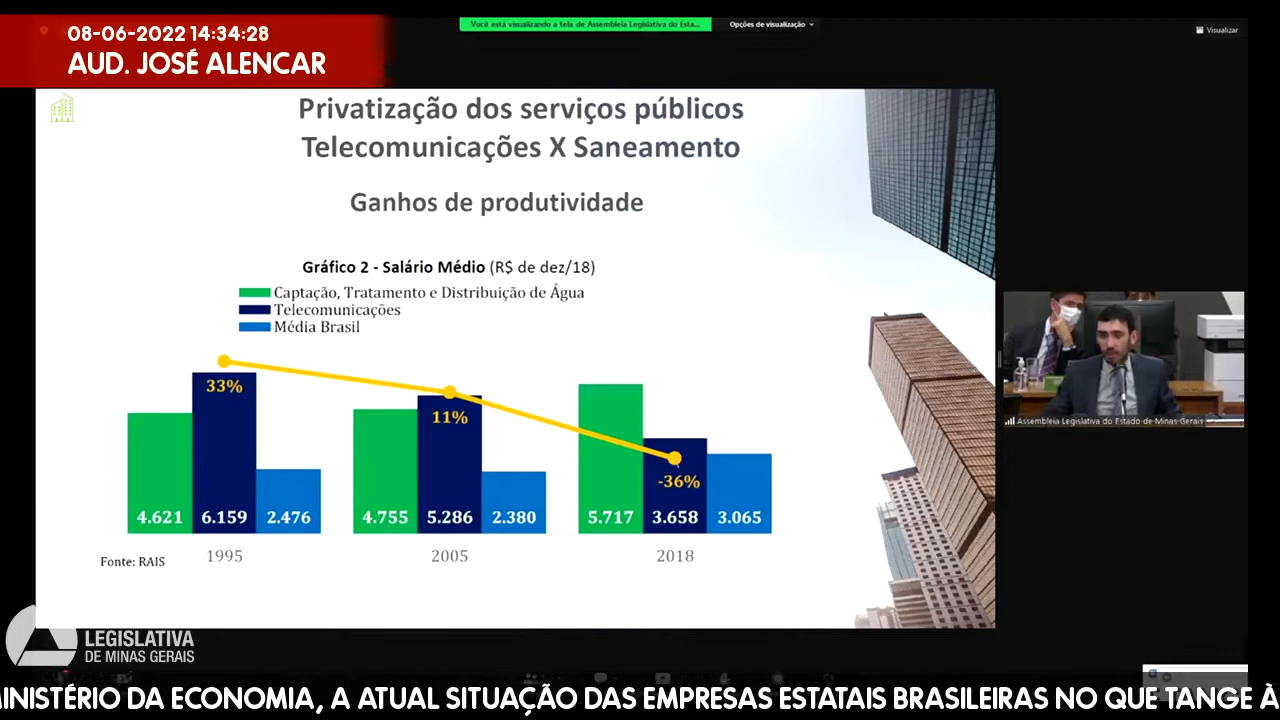 08-06-2022 14:34:28
AUD. JOSÉ ALENCAR
Você está visualizando a tela de Assembleia Legislativa do Esta...
Opções de visualização
Visualizar
Privatização dos serviços públicos
Telecomunicações X Saneamento
Ganhos de produtividade
Gráfico 2 - Salário Médio (R$ de dez/18)
Captação, Tratamento e Distribuição de Água
Telecomunicações
Média Brasil
33%
11%
-36%
4.621 6.159 2.476 4.755 5.286 2.380 5.717 3.658 3.065
1995 2005 2018
Fonte: RAIS
Assembleia Legislativa do Estado de Minas Gerais
LEGISLATIVA
DE MINAS GERAIS
MINISTÉRIO DA ECONOMIA, A ATUAL SITUAÇÃO DAS EMPRESAS ESTATAIS BRASILEIRAS NO QUE TANGE À